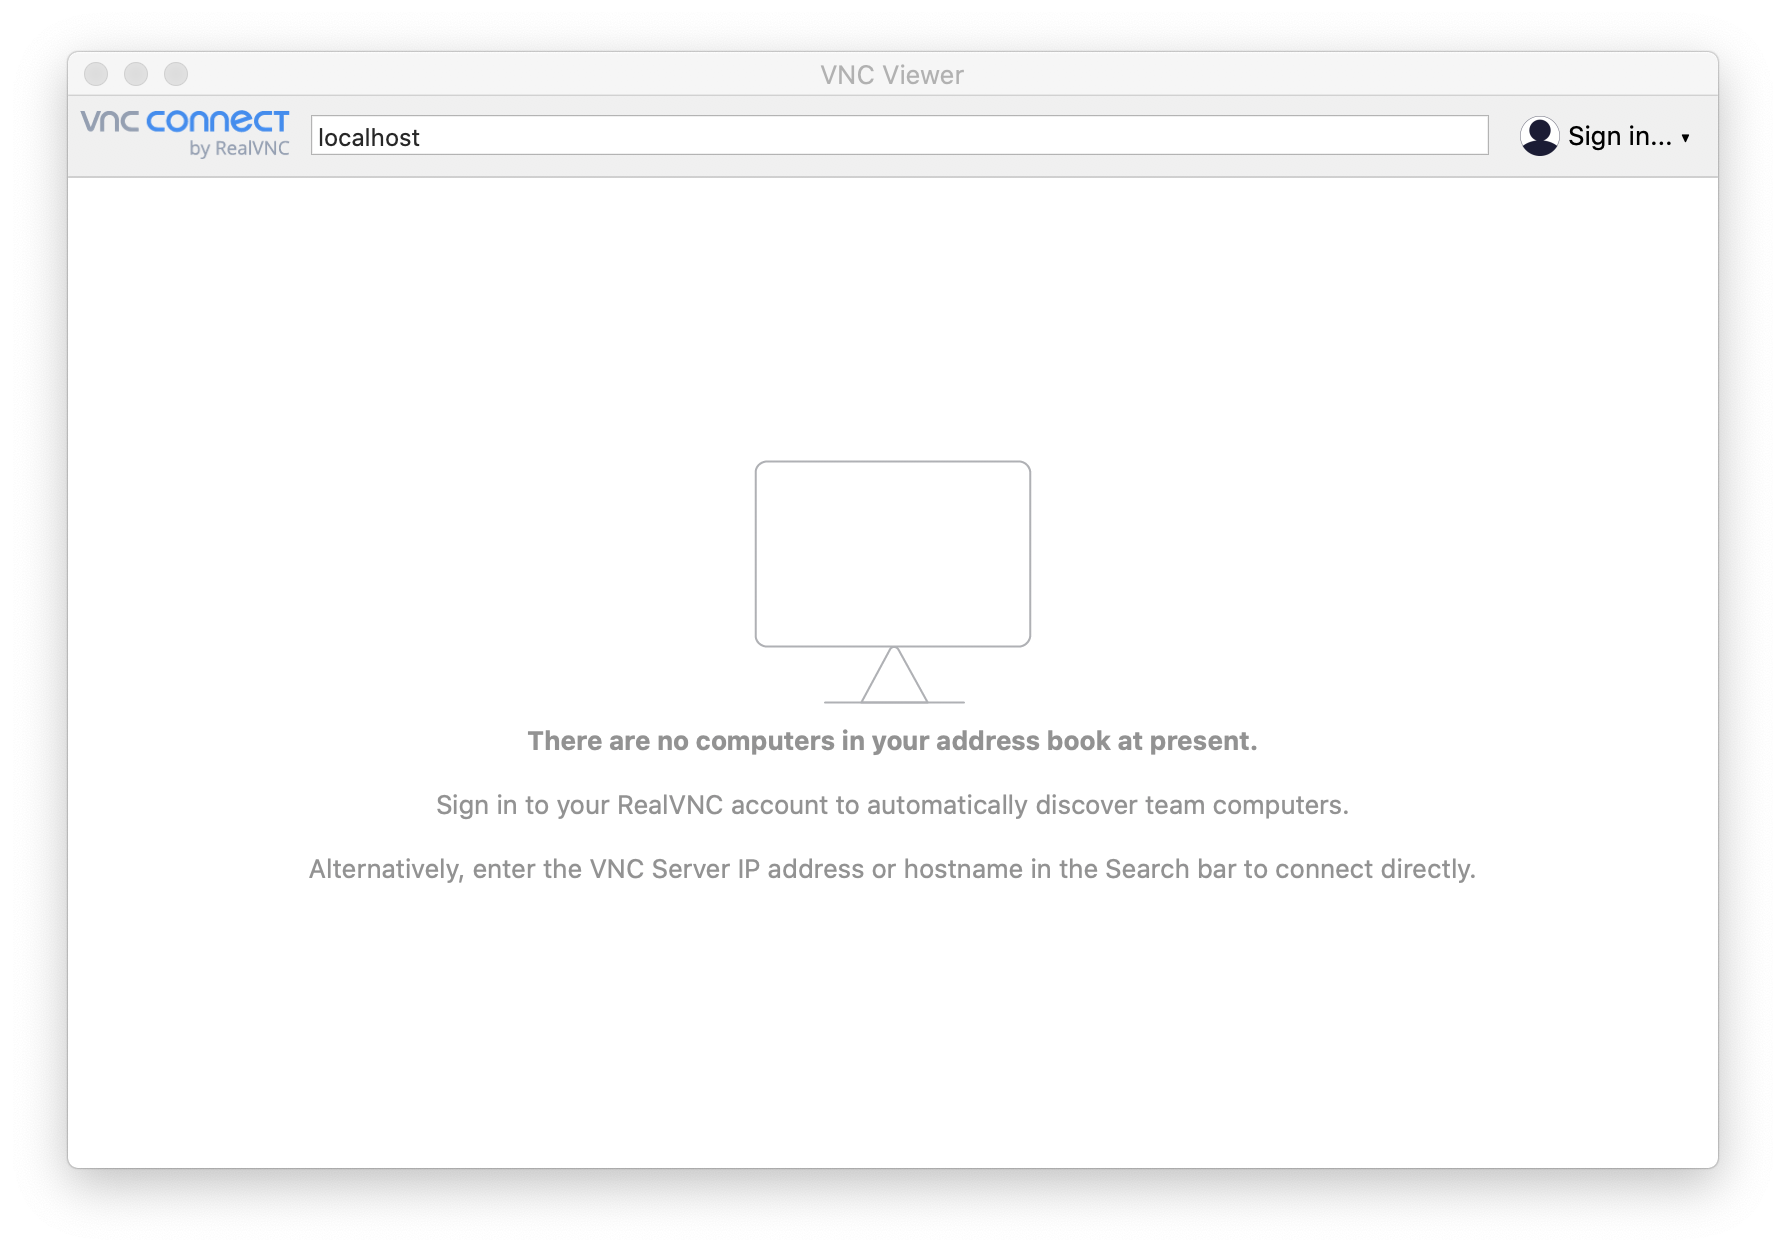 VNC Viewer
vnc connect
by RealVNC
localhost
Sign in...
There are no computers in your address book at present.
Sign in to your RealVNC account to automatically discover team computers.
Alternatively, enter the VNC Server IP address or hostname in the Search bar to connect directly.